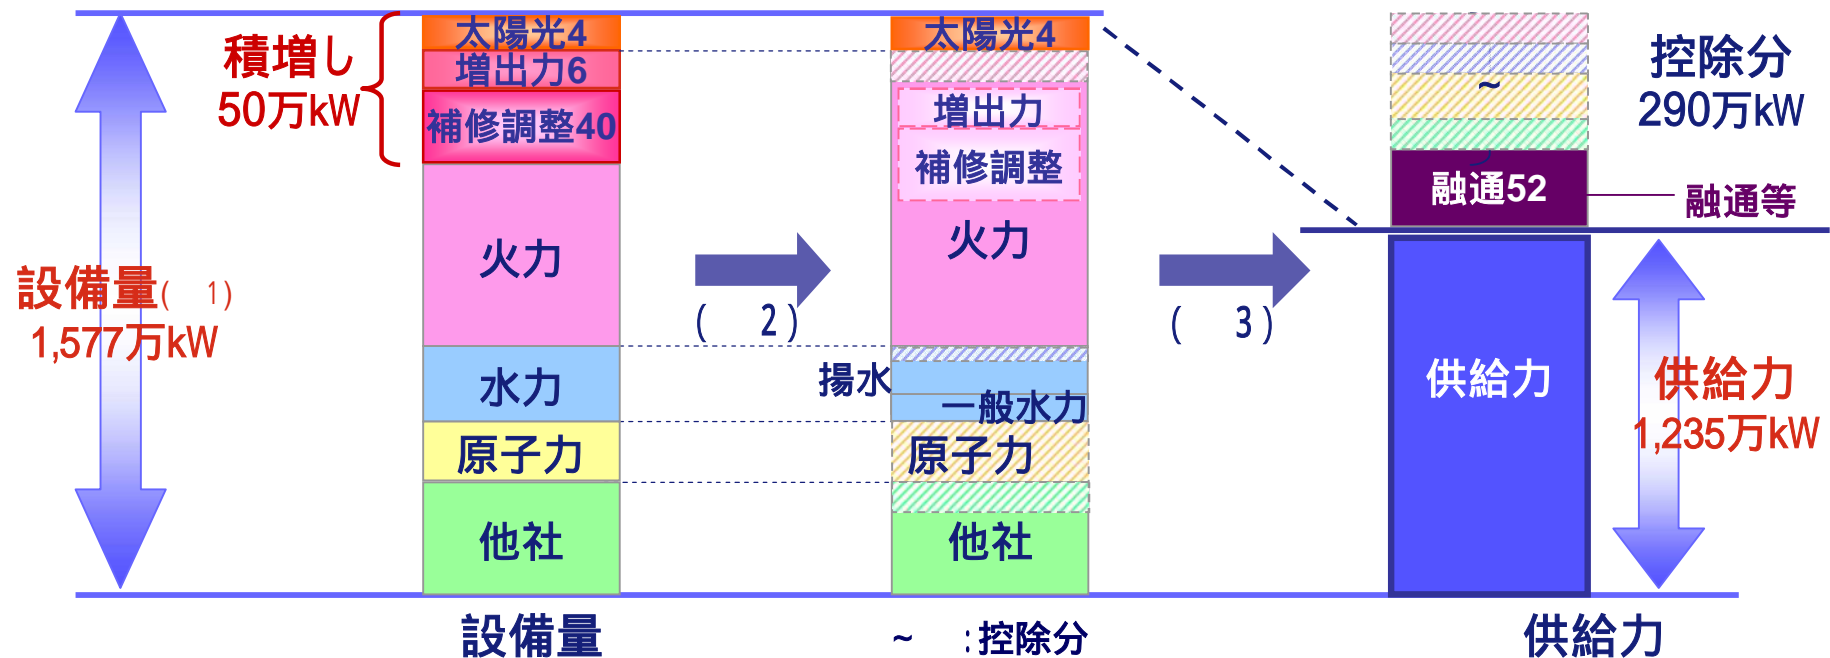 積増し
50万kW
設備量( 1)
1,577万kW
太陽光4
増出力6
補修調整40
火力
水力
原子力
他社
設備量
( 2)
太陽光4
増出力
補修調整
火力
揚水
一般水力
原子力
他社
~ :控除分
( 3)
~
融通52
控除分
290万kW
融通等
供給力
供給力
1,235万kW
供給力